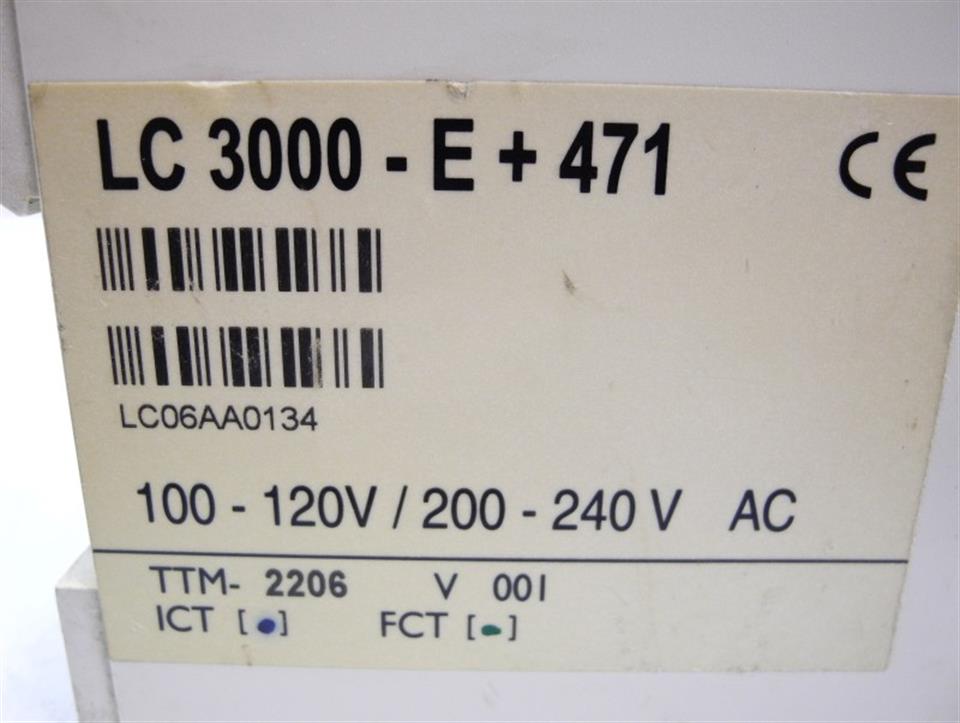 LC 3000 - E + 471 CE
LC06AA0134
100 - 120V / 200 - 240 V AC
TTM- 2206 V 001
ICT [●] FCT [●]